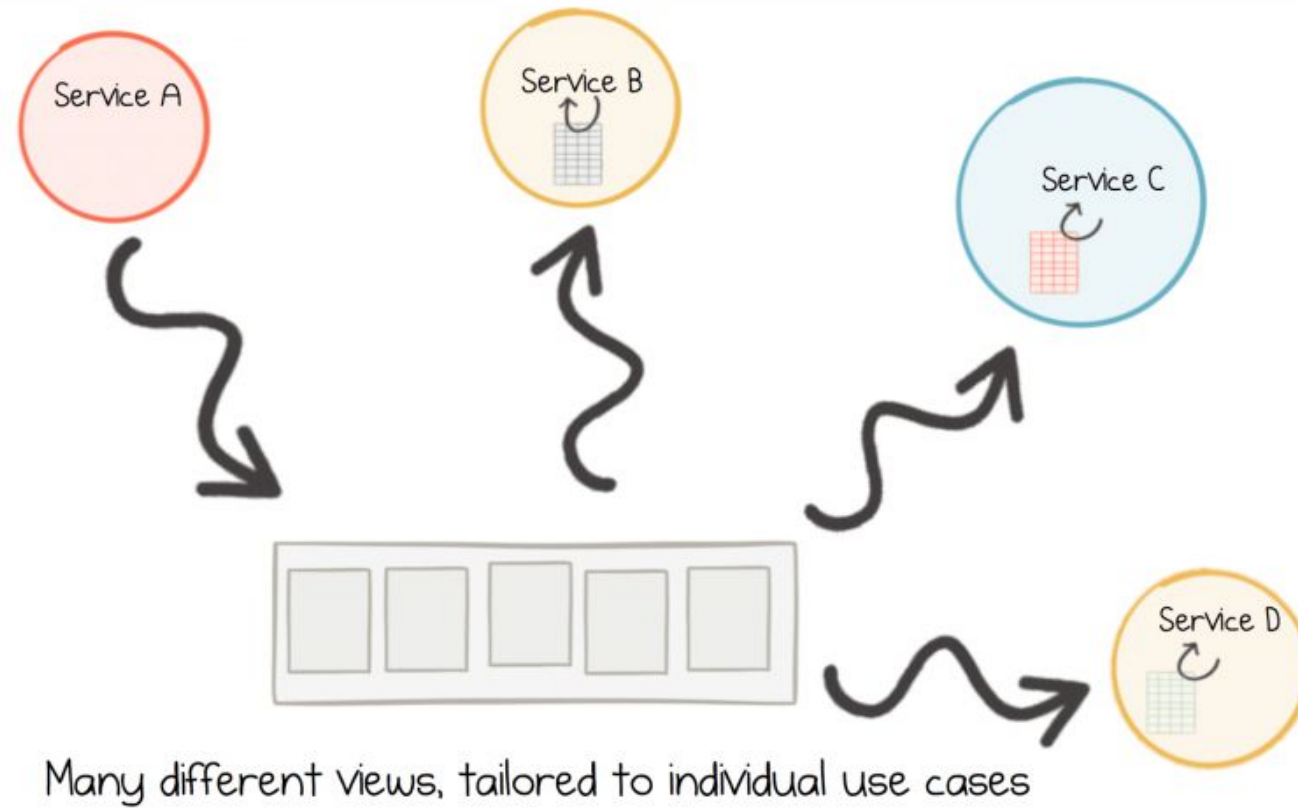 Service A
Service B
Service C
Service D
Many different views, tailored to individual use cases